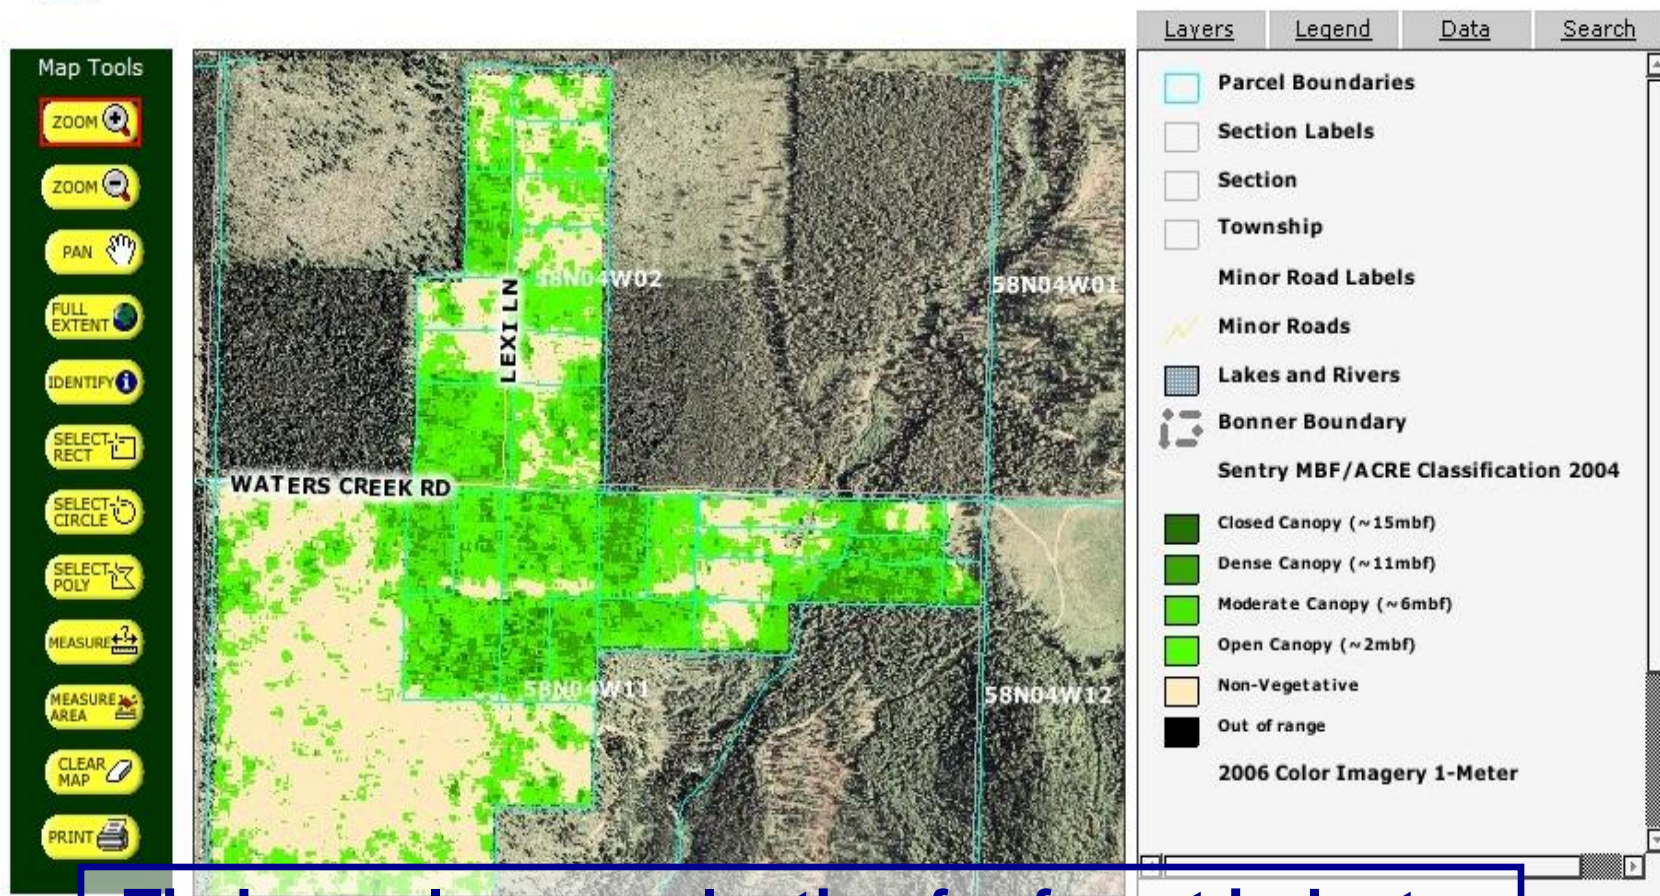 Layers Legend Data Search
Map Tools
ZOOM
ZOOM
PAN
FULL
EXTENT
IDENTIFY
SELECT
RECT
SELECT
CIRCLE
SELECT
POLY
MEASURE
MEASURE
AREA
CLEAR
MAP
PRINT
58N04W02
58N04W01
LEXI LN
WATERS CREEK RD
58N04W11
58N04W12
Parcel Boundaries
Section Labels
Section
Township
Minor Road Labels
Minor Roads
Lakes and Rivers
Bonner Boundary
Sentry MBF/ACRE Classification 2004
Closed Canopy (~15mbf)
Dense Canopy (~11mbf)
Moderate Canopy (~6mbf)
Open Canopy (~2mbf)
Non-Vegetative
Out of range
2006 Color Imagery 1-Meter